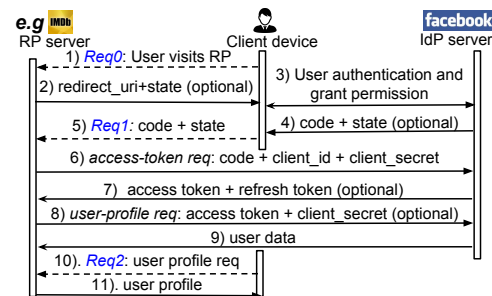 e.g IMDb
facebook
RP server
Client device
IdP server
1) Req0: User visits RP
2) redirect_uri+state (optional)
3) User authentication and
grant permission
4) code + state (optional)
5) Req1: code + state
6) access-token req: code + client_id + client_secret
7) access token + refresh token (optional)
8) user-profile req: access token + client_secret (optional)
9) user data
10). Req2: user profile req
11). user profile